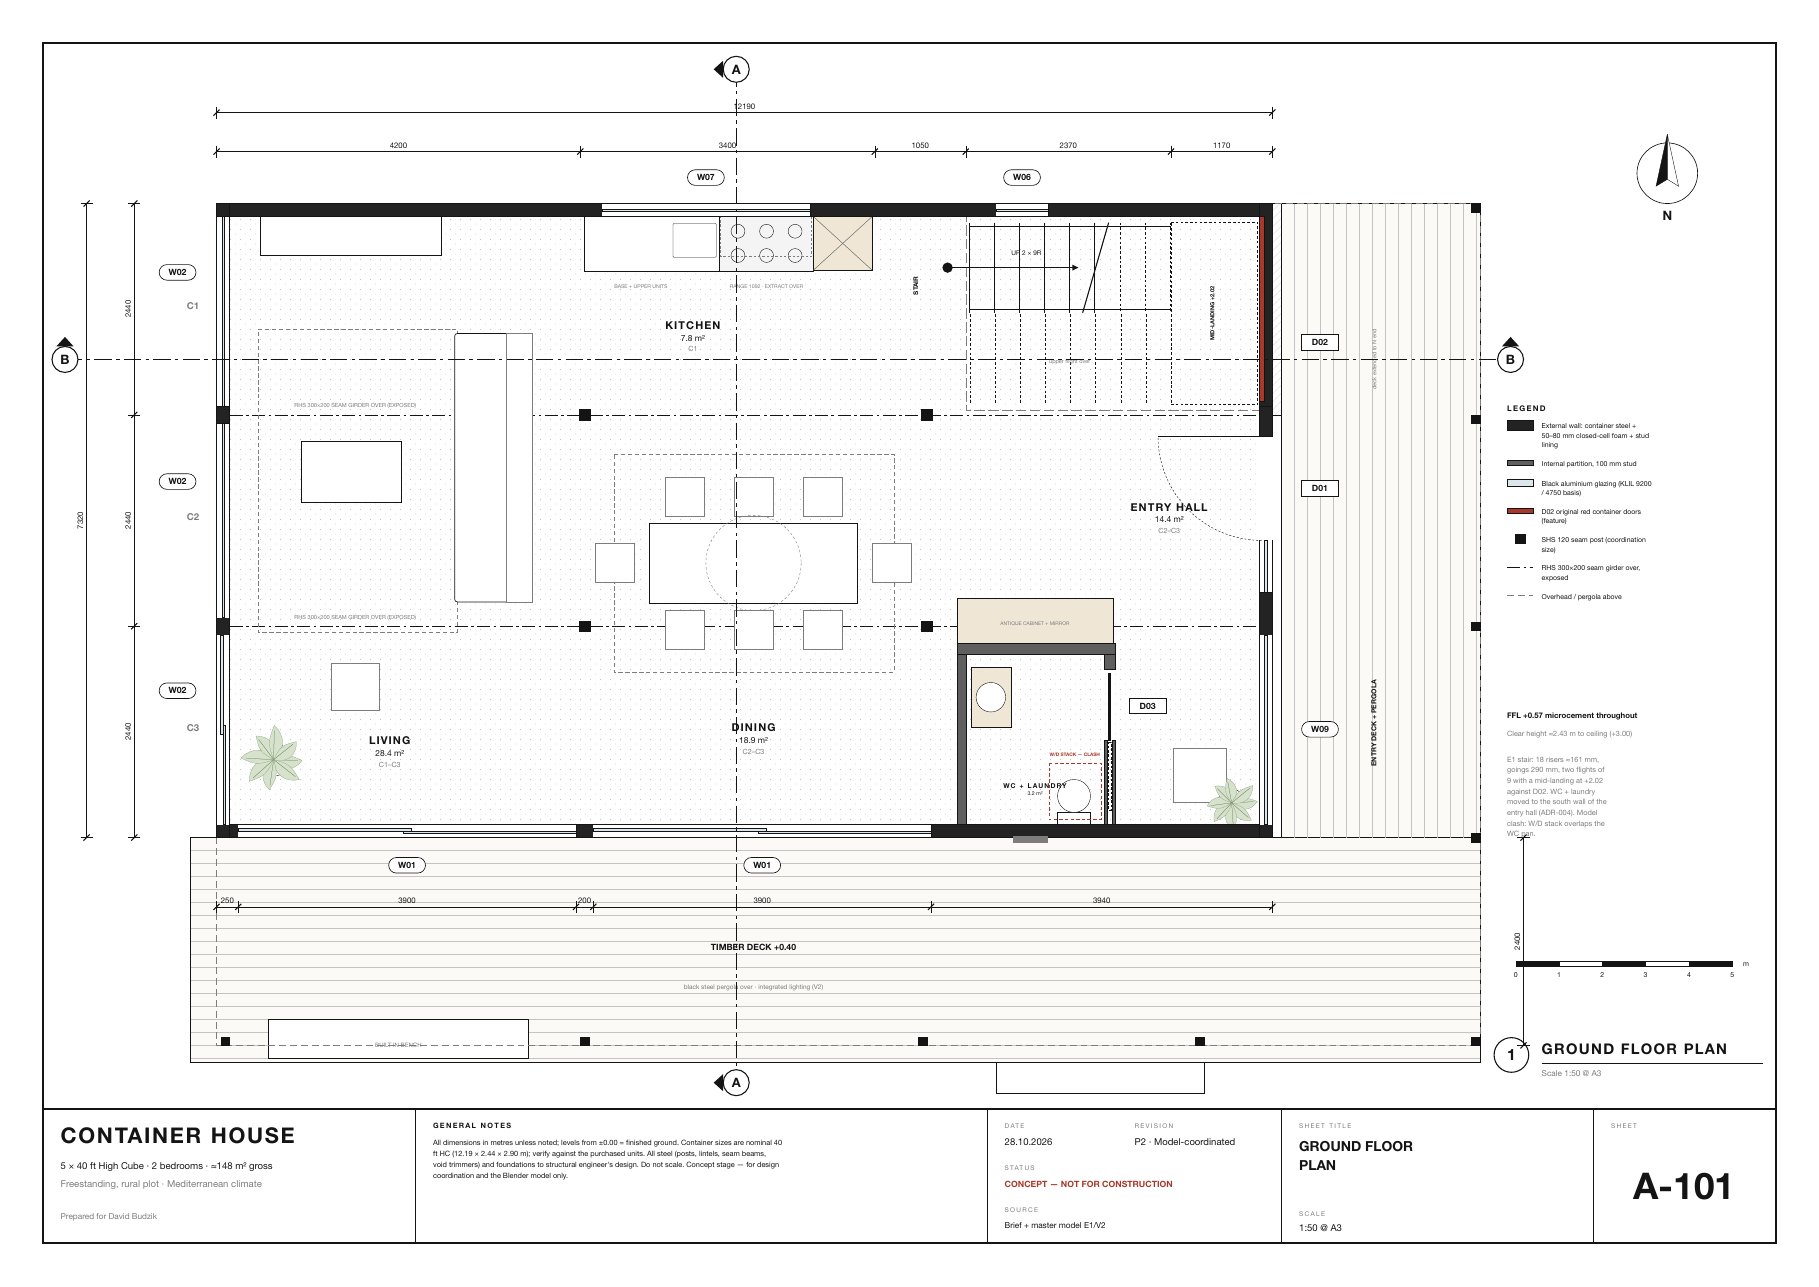 A
12190
4200
3400
1050
2370
1170
W07
W06
N
W02
C1
2440
BASE + UPPER UNITS
RANGE 1082 · EXTRACT OVER
STAIR
UP 2 × 9R
MID-LANDING +2.02
KITCHEN
7.8 m²
C1
D02
B
B
upper flight over
RHS 300×200 SEAM GIRDER OVER (EXPOSED)
LEGEND
External wall: container steel +
50–80 mm closed-cell foam + stud
lining
Internal partition, 100 mm stud
Black aluminium glazing (KLIL 9200
/ 4750 basis)
D02 original red container doors
(feature)
SHS 120 seam post (coordination
size)
RHS 300×200 seam girder over,
exposed
Overhead / pergola above
W02
C2
2440
7320
D01
ENTRY HALL
14.4 m²
C2–C3
RHS 300×200 SEAM GIRDER OVER (EXPOSED)
ANTIQUE CABINET + MIRROR
W02
C3
2440
D03
LIVING
28.4 m²
C1–C3
DINING
18.9 m²
C2–C3
W/D STACK — CLASH
WC + LAUNDRY
3.2 m²
W09
ENTRY DECK + PERGOLA
FFL +0.57 microcement throughout
Clear height ≈2.43 m to ceiling (+3.00)
E1 stair: 18 risers ≈161 mm,
goings 290 mm, two flights of
9 with a mid-landing at +2.02
against D02. WC + laundry
moved to the south wall of the
entry hall (ADR-004). Model
clash: W/D stack overlaps the
WC pan.
W01
W01
250
3900
200
3900
3940
TIMBER DECK +0.40
2400
black steel pergola over · integrated lighting (V2)
0
1
2
3
4
5
m
BUILT-IN BENCH
A
1
GROUND FLOOR PLAN
Scale 1:50 @ A3
CONTAINER HOUSE
5 × 40 ft High Cube · 2 bedrooms · ≈148 m² gross
Freestanding, rural plot · Mediterranean climate
Prepared for David Budzik
GENERAL NOTES
All dimensions in metres unless noted; levels from ±0.00 = finished ground. Container sizes are nominal 40
ft HC (12.19 × 2.44 × 2.90 m); verify against the purchased units. All steel (posts, lintels, seam beams,
void trimmers) and foundations to structural engineer's design. Do not scale. Concept stage — for design
coordination and the Blender model only.
DATE
28.10.2026
REVISION
P2 · Model-coordinated
STATUS
CONCEPT — NOT FOR CONSTRUCTION
SOURCE
Brief + master model E1/V2
SHEET TITLE
GROUND FLOOR
PLAN
SCALE
1:50 @ A3
SHEET
A-101